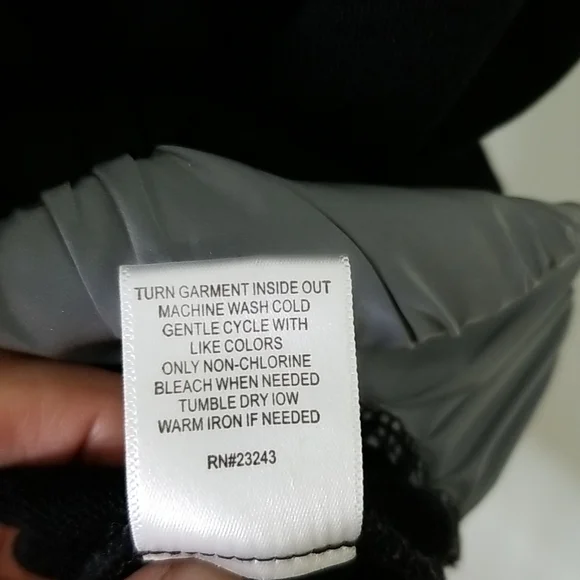 TURN GARMENT INSIDE OUT
MACHINE WASH COLD
GENTLE CYCLE WITH
LIKE COLORS
ONLY NON-CHLORINE
BLEACH WHEN NEEDED
TUMBLE DRY IOW
WARM IRON IF NEEDED
RN#23243